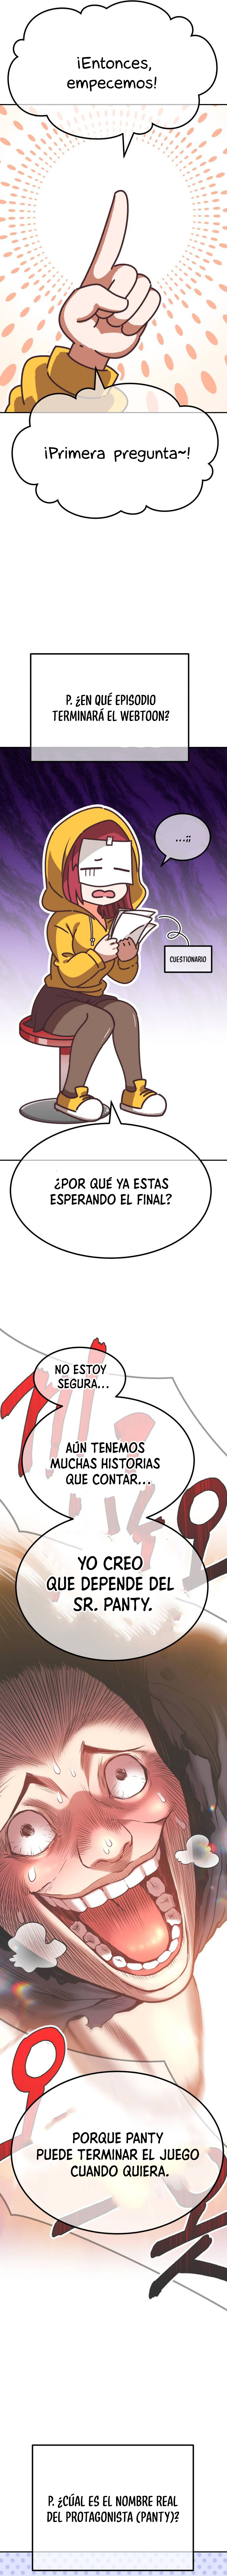 ¡Entonces,
empecemos!
¡Primera pregunta~!
P. ¿EN QUÉ EPISODIO
TERMINARÁ EL WEBTOON?
...;;
CUESTIONARIO
¿POR QUÉ YA ESTAS
ESPERANDO EL FINAL?
NO ESTOY
SEGURA...
AÚN TENEMOS
MUCHAS HISTORIAS
QUE CONTAR...
YO CREO
QUE DEPENDE DEL
SR. PANTY.
PORQUE PANTY
PUEDE TERMINAR EL JUEGO
CUANDO QUIERA.
P. ¿CÚAL ES EL NOMBRE REAL
DEL PROTAGONISTA (PANTY)?